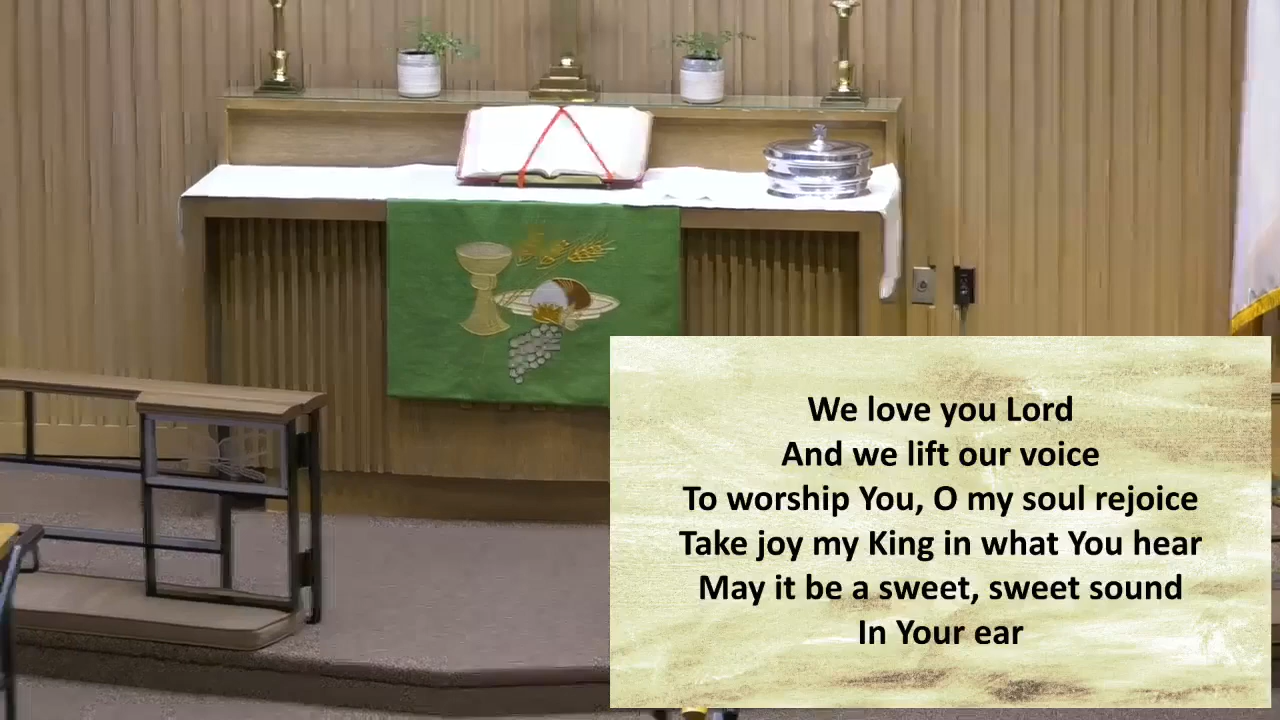 We love you Lord
And we lift our voice
To worship You, O my soul rejoice
Take joy my King in what You hear
May it be a sweet, sweet sound
In Your ear